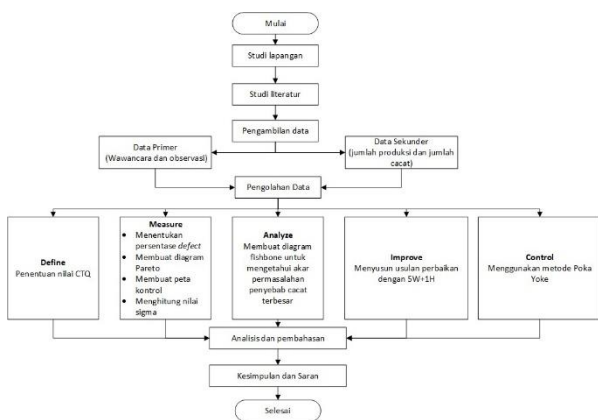 Mulai
Studi lapangan
Studi literatur
Pengambilan data
Data Primer
(Wawancara dan observasi)
Data Sekunder
(jumlah produksi dan jumlah
cacat)
Pengolahan Data
Define
Penentuan nilai CTQ
Measure
• Menentukan
persentase defect
• Membuat diagram
Pareto
• Membuat peta
kontrol
• Menghitung nilai
sigma
Analyze
Membuat diagram
fishbone untuk
mengetahui akar
permasalahan
penyebab cacat
terbesar
Improve
Menyusun usulan perbaikan
dengan 5W+1H
Control
Menggunakan metode Poka
Yoke
Analisis dan pembahasan
Kesimpulan dan Saran
Selesai